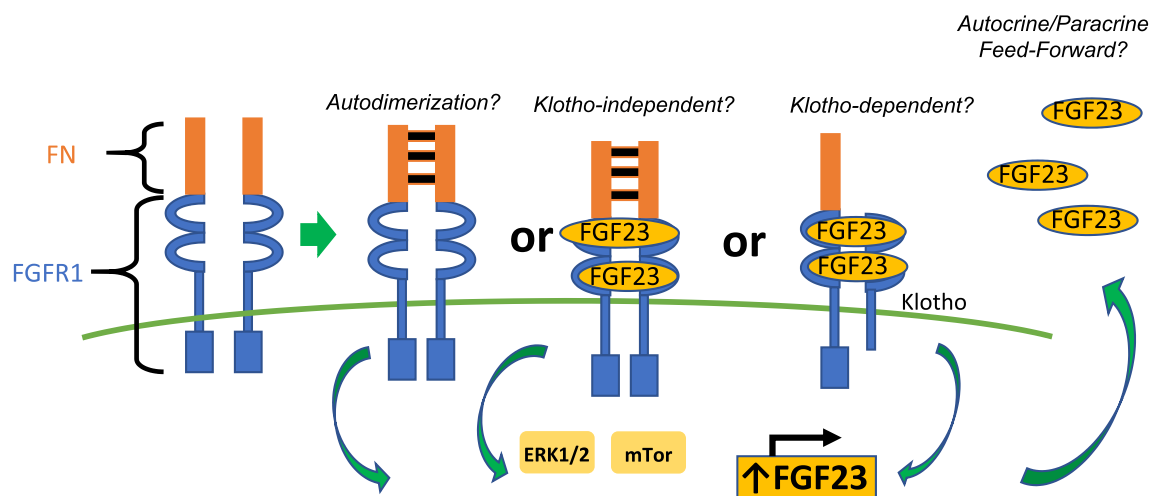 Autocrine/Paracrine
Feed-Forward?
Autodimerization?
Klotho-independent?
Klotho-dependent?
FGF23
FN
FGF23
FGF23
or
FGF23
or
FGF23
FGFR1
FGF23
FGF23
Klotho
ERK1/2
mTor
↑FGF23